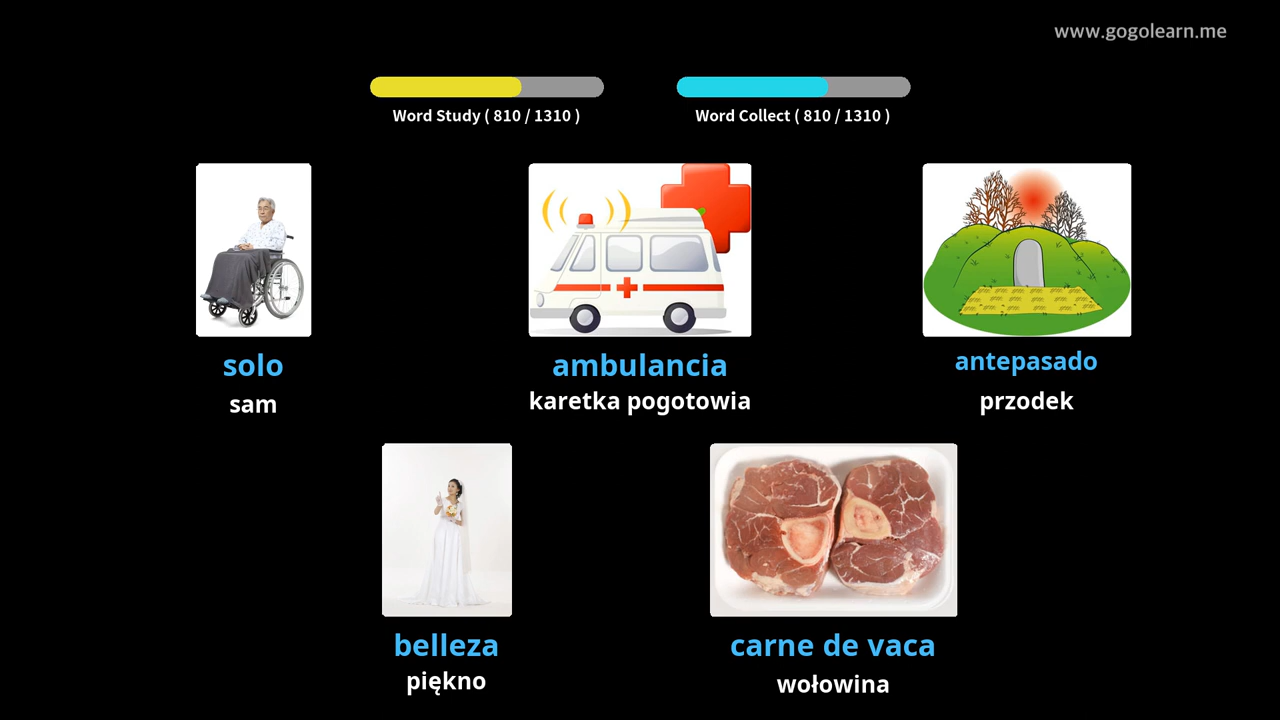 www.gogolearn.me
Word Study ( 810 / 1310 )
Word Collect ( 810 / 1310 )
solo
sam
ambulancia
karetka pogotowia
antepasado
przodek
belleza
piękno
carne de vaca
wołowina